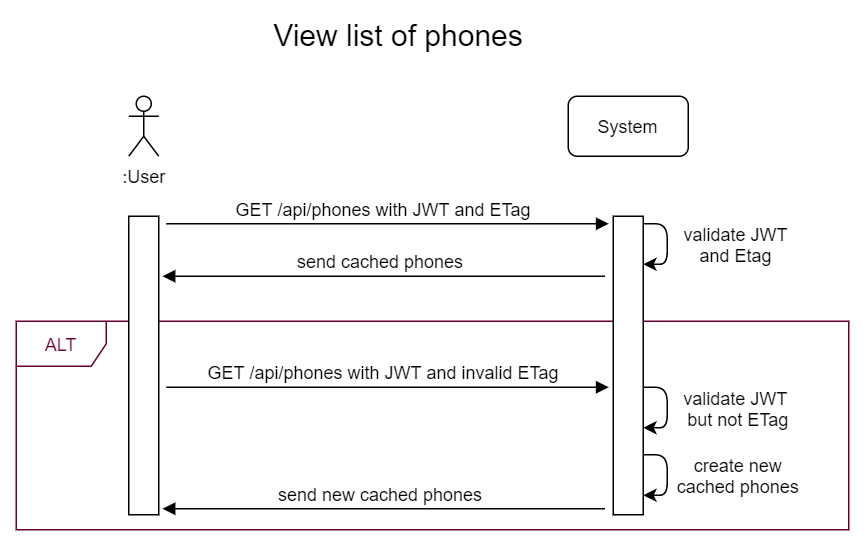 View list of phones
System
:User
GET /api/phones with JWT and ETag
validate JWT
and Etag
send cached phones
ALT
GET /api/phones with JWT and invalid ETag
validate JWT
but not ETag
create new
cached phones
send new cached phones